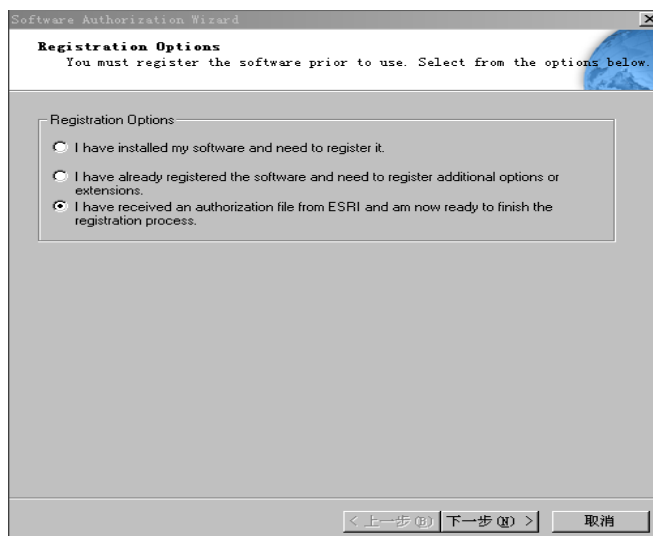 Software Authorization Wizard
Registration Options
You must register the software prior to use. Select from the options below.
Registration Options
I have installed my software and need to register it.
I have already registered the software and need to register additional options or
extensions.
I have received an authorization file from ESRI and am now ready to finish the
registration process.
< 上一步(B) 下一步(N) > 取消